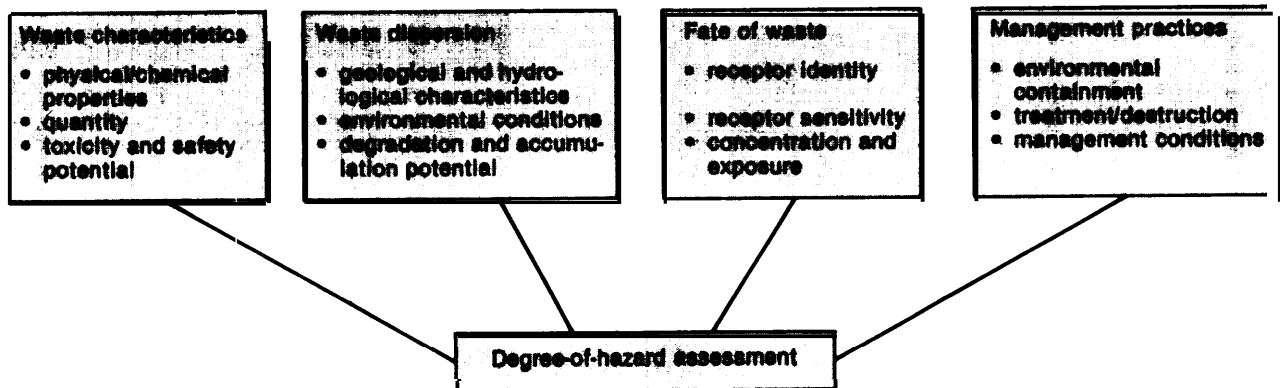 Waste characteristics
• physical/chemical
properties
• quantity
• toxicity and safety
potential
Waste dispersion
• geological and hydro-
logical characteristics
• environmental conditions
• degradation and accumu-
lation potential
Fate of waste
• receptor identity
• receptor sensitivity
• concentration and
exposure
Management practices
• environmental
containment
• treatment/destruction
• management conditions
Degree-of-hazard assessment